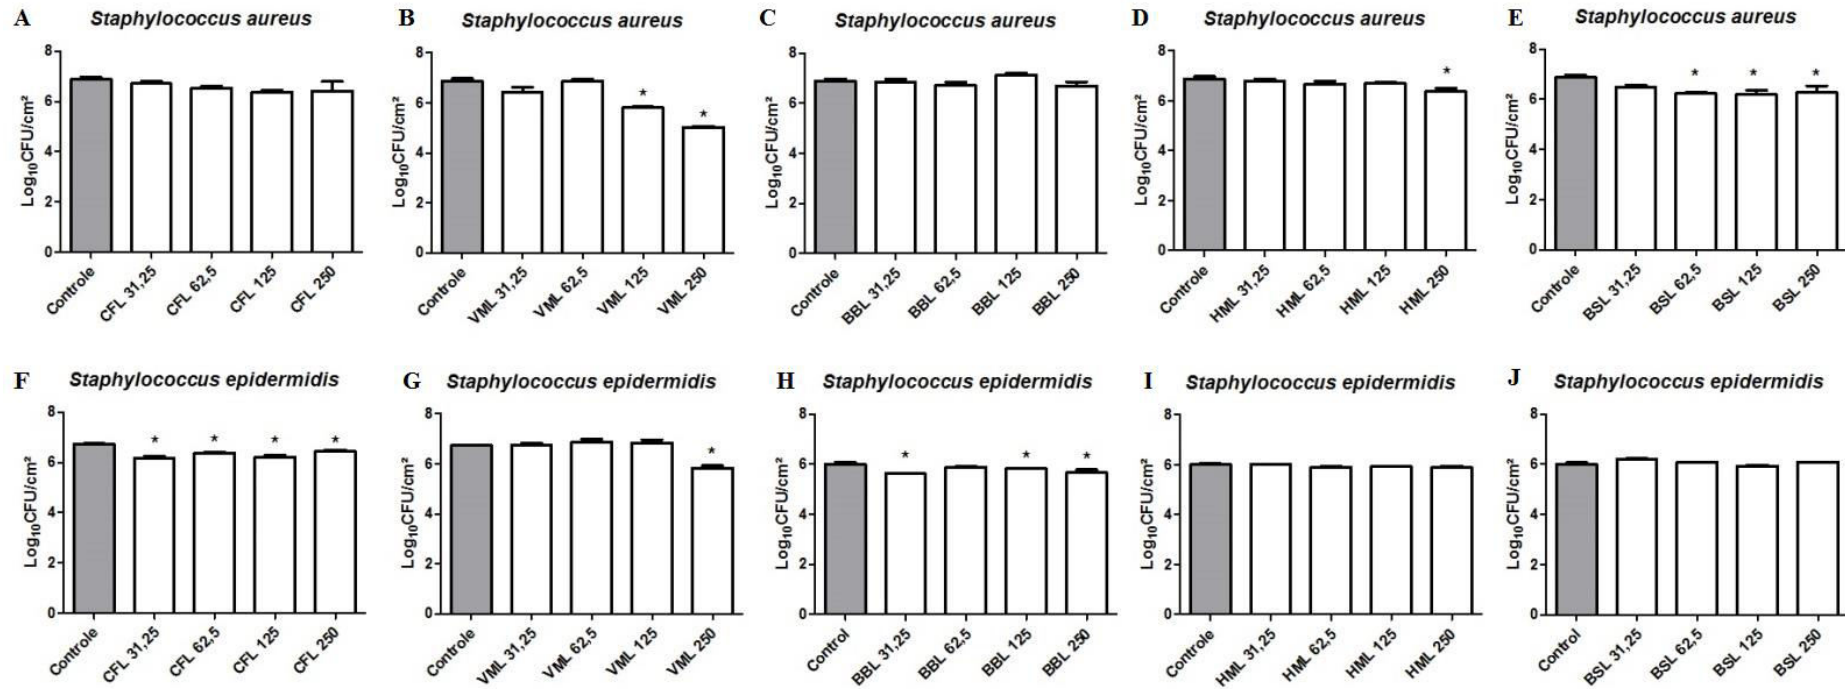 A
Staphylococcus aureus
Log₁₀CFU/cm²
8
6
4
2
0
Controle
CFL 31,25
CFL 62,5
CFL 125
CFL 250
B
Staphylococcus aureus
Log₁₀CFU/cm²
8
6
4
2
0
*
*
Controle
VML 31,25
VML 62,5
VML 125
VML 250
C
Staphylococcus aureus
Log₁₀CFU/cm²
8
6
4
2
0
Controle
BBL 31,25
BBL 62,5
BBL 125
BBL 250
D
Staphylococcus aureus
Log₁₀CFU/cm²
8
6
4
2
0
*
Controle
HML 31,25
HML 62,5
HML 125
HML 250
E
Staphylococcus aureus
Log₁₀CFU/cm²
8
6
4
2
0
*
*
*
Controle
BSL 31,25
BSL 62,5
BSL 125
BSL 250
F
Staphylococcus epidermidis
Log₁₀CFU/cm²
8
6
4
2
0
*
*
*
*
Controle
CFL 31,25
CFL 62,5
CFL 125
CFL 250
G
Staphylococcus epidermidis
Log₁₀CFU/cm²
8
6
4
2
0
*
Controle
VML 31,25
VML 62,5
VML 125
VML 250
H
Staphylococcus epidermidis
Log₁₀CFU/cm²
8
6
4
2
0
*
*
*
Control
BBL 31,25
BBL 62,5
BBL 125
BBL 250
I
Staphylococcus epidermidis
Log₁₀CFU/cm²
8
6
4
2
0
Controle
HML 31,25
HML 62,5
HML 125
HML 250
J
Staphylococcus epidermidis
Log₁₀CFU/cm²
8
6
4
2
0
Control
BSL 31,25
BSL 62,5
BSL 125
BSL 250